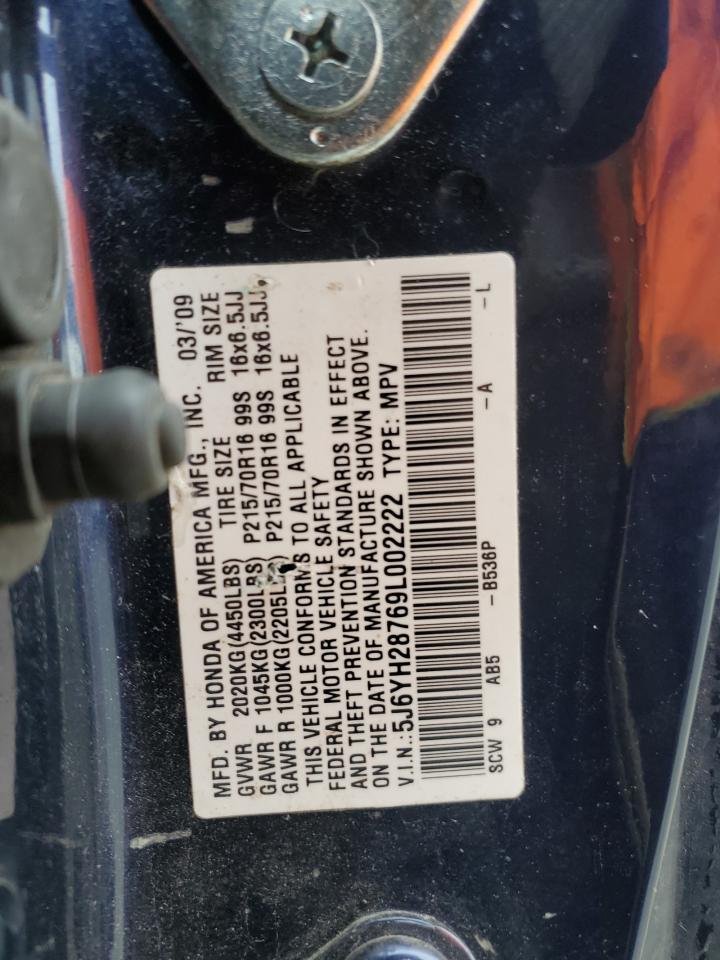 MFD. BY HONDA OF AMERICA MFG., INC. 03/'09
GVWR 2020KG(4450LBS) TIRE SIZE RIM SIZE
GAWR F 1045KG(2300LBS) P215/70R16 99S 16x6.5JJ
GAWR R 1000KG(2205LBS) P215/70R16 99S 16x6.5JJ
THIS VEHICLE CONFORMS TO ALL APPLICABLE
FEDERAL MOTOR VEHICLE SAFETY
AND THEFT PREVENTION STANDARDS IN EFFECT
ON THE DATE OF MANUFACTURE SHOWN ABOVE.
V.I.N.:5J6YH28769L002222 TYPE: MPV
SCW 9 AB5 –B536P –A –L